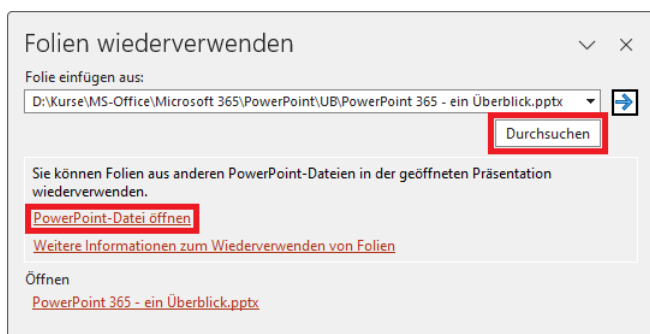 Folien wiederverwenden
Folie einfügen aus:
D:\Kurse\MS-Office\Microsoft 365\PowerPoint\UB\PowerPoint 365 - ein Überblick.pptx
Durchsuchen
Sie können Folien aus anderen PowerPoint-Dateien in der geöffneten Präsentation
wiederverwenden.
PowerPoint-Datei öffnen
Weitere Informationen zum Wiederverwenden von Folien
Öffnen
PowerPoint 365 - ein Überblick.pptx